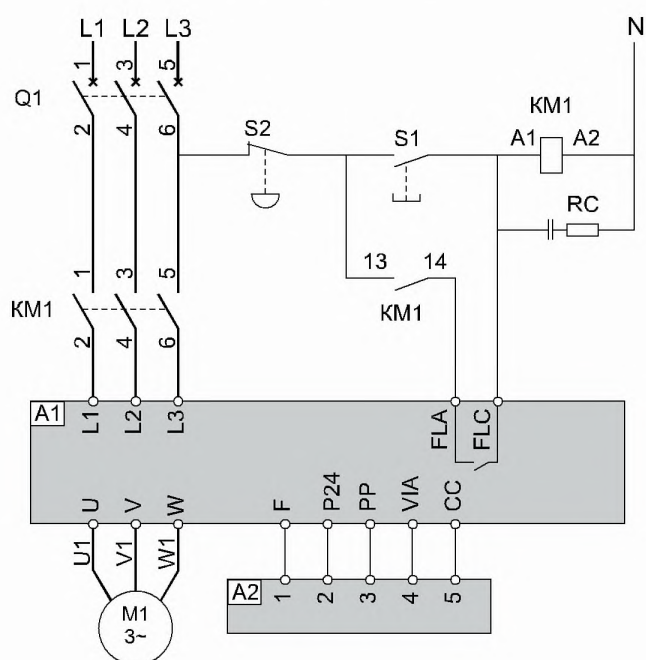 L1 L2 L3 N
1 3 5
Q1
2 4 6
S2 S1 KM1
A1 A2
RC
13 14
KM1
1 3 5
KM1
2 4 6
A1
L1 L2 L3 FLA FLC
U V W F P24 PP VIA CC
U1 V1 W1
A2
1 2 3 4 5
M1
3~